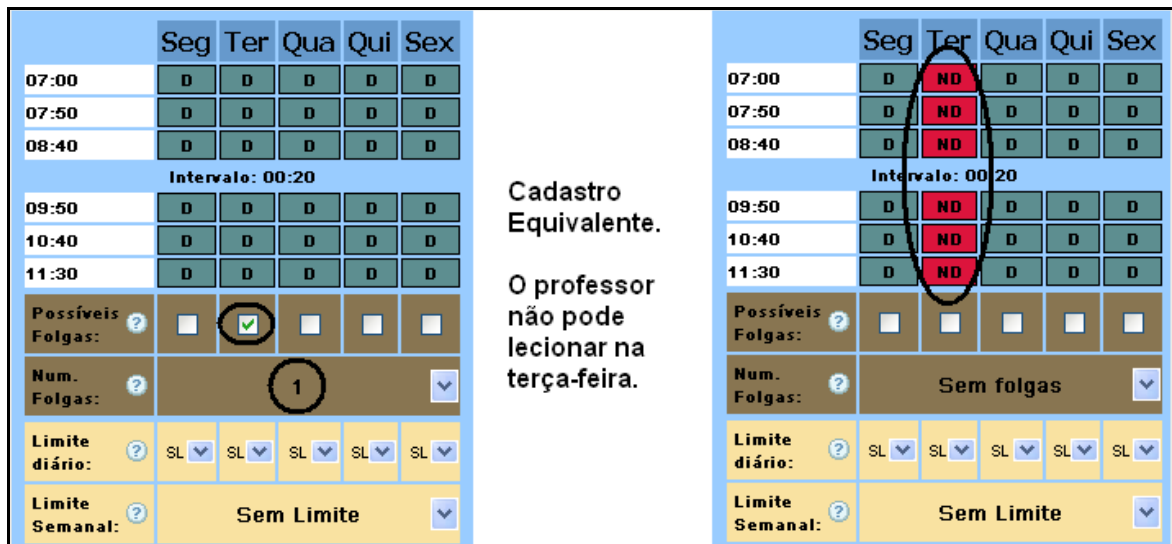 Seg Ter Qua Qui Sex
07:00 D D D D D
07:50 D D D D D
08:40 D D D D D
Intervalo: 00:20
09:50 D D D D D
10:40 D D D D D
11:30 D D D D D
Possíveis
Folgas: ?
Num.
Folgas: ? 1
Limite
diário: ? SL SL SL SL SL
Limite
Semanal: ? Sem Limite
Cadastro
Equivalente.
O professor
não pode
lecionar na
terça-feira.
Seg Ter Qua Qui Sex
07:00 D ND D D D
07:50 D ND D D D
08:40 D ND D D D
Intervalo: 00:20
09:50 D ND D D D
10:40 D ND D D D
11:30 D ND D D D
Possíveis
Folgas: ?
Num.
Folgas: ? Sem folgas
Limite
diário: ? SL SL SL SL SL
Limite
Semanal: ? Sem Limite